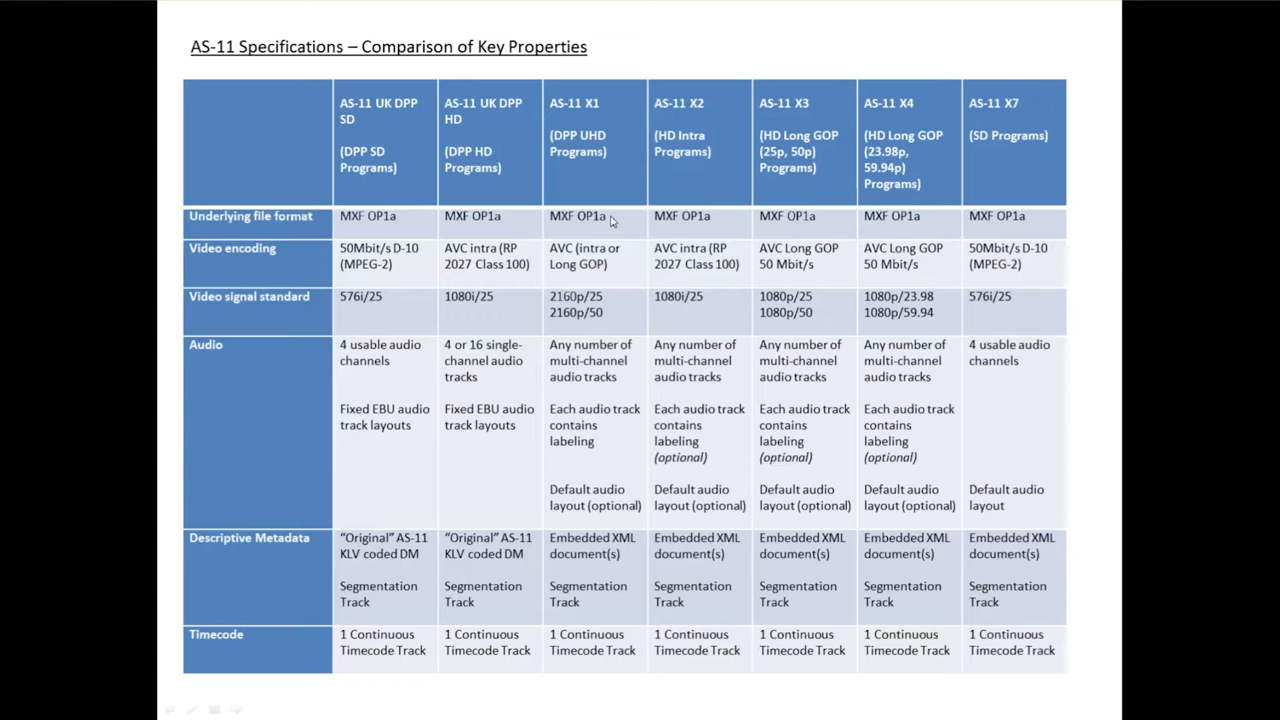 AS-11 Specifications – Comparison of Key Properties
AS-11 UK DPP
SD
(DPP SD
Programs)
AS-11 UK DPP
HD
(DPP HD
Programs)
AS-11 X1
(DPP UHD
Programs)
AS-11 X2
(HD Intra
Programs)
AS-11 X3
(HD Long GOP
(25p, 50p)
Programs)
AS-11 X4
(HD Long GOP
(23.98p,
59.94p)
Programs)
AS-11 X7
(SD Programs)
Underlying file format
MXF OP1a
MXF OP1a
MXF OP1a
MXF OP1a
MXF OP1a
MXF OP1a
MXF OP1a
Video encoding
50Mbit/s D-10
(MPEG-2)
AVC intra (RP
2027 Class 100)
AVC (intra or
Long GOP)
AVC intra (RP
2027 Class 100)
AVC Long GOP
50 Mbit/s
AVC Long GOP
50 Mbit/s
50Mbit/s D-10
(MPEG-2)
Video signal standard
576i/25
1080i/25
2160p/25
2160p/50
1080i/25
1080p/25
1080p/50
1080p/23.98
1080p/59.94
576i/25
Audio
4 usable audio
channels
Fixed EBU audio
track layouts
4 or 16 single-
channel audio
tracks
Fixed EBU audio
track layouts
Any number of
multi-channel
audio tracks
Each audio track
contains
labeling
Default audio
layout (optional)
Any number of
multi-channel
audio tracks
Each audio track
contains
labeling
(optional)
Default audio
layout (optional)
Any number of
multi-channel
audio tracks
Each audio track
contains
labeling
(optional)
Default audio
layout (optional)
Any number of
multi-channel
audio tracks
Each audio track
contains
labeling
(optional)
Default audio
layout (optional)
4 usable audio
channels
Default audio
layout
Descriptive Metadata
“Original” AS-11
KLV coded DM
Segmentation
Track
“Original” AS-11
KLV coded DM
Segmentation
Track
Embedded XML
document(s)
Segmentation
Track
Embedded XML
document(s)
Segmentation
Track
Embedded XML
document(s)
Segmentation
Track
Embedded XML
document(s)
Segmentation
Track
Embedded XML
document(s)
Segmentation
Track
Timecode
1 Continuous
Timecode Track
1 Continuous
Timecode Track
1 Continuous
Timecode Track
1 Continuous
Timecode Track
1 Continuous
Timecode Track
1 Continuous
Timecode Track
1 Continuous
Timecode Track